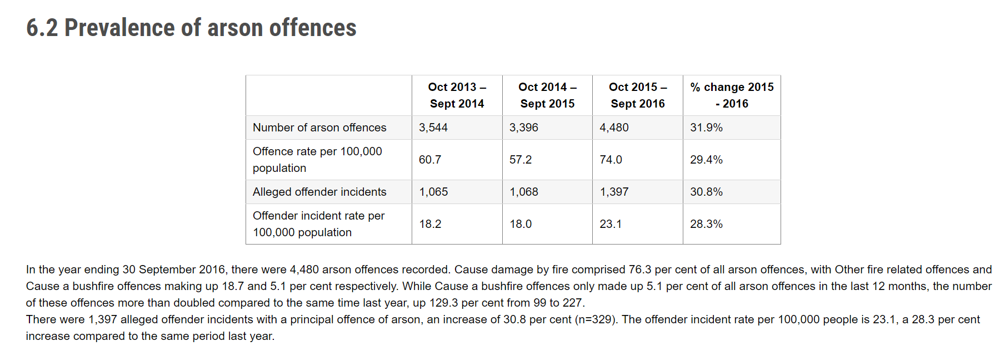 6.2 Prevalence of arson offences
Oct 2013 – Oct 2014 – Oct 2015 – % change 2015
Sept 2014 Sept 2015 Sept 2016 - 2016
Number of arson offences 3,544 3,396 4,480 31.9%
Offence rate per 100,000
population 60.7 57.2 74.0 29.4%
Alleged offender incidents 1,065 1,068 1,397 30.8%
Offender incident rate per
100,000 population 18.2 18.0 23.1 28.3%
In the year ending 30 September 2016, there were 4,480 arson offences recorded. Cause damage by fire comprised 76.3 per cent of all arson offences, with Other fire related offences and
Cause a bushfire offences making up 18.7 and 5.1 per cent respectively. While Cause a bushfire offences only made up 5.1 per cent of all arson offences in the last 12 months, the number
of these offences more than doubled compared to the same time last year, up 129.3 per cent from 99 to 227.
There were 1,397 alleged offender incidents with a principal offence of arson, an increase of 30.8 per cent (n=329). The offender incident rate per 100,000 people is 23.1, a 28.3 per cent
increase compared to the same period last year.